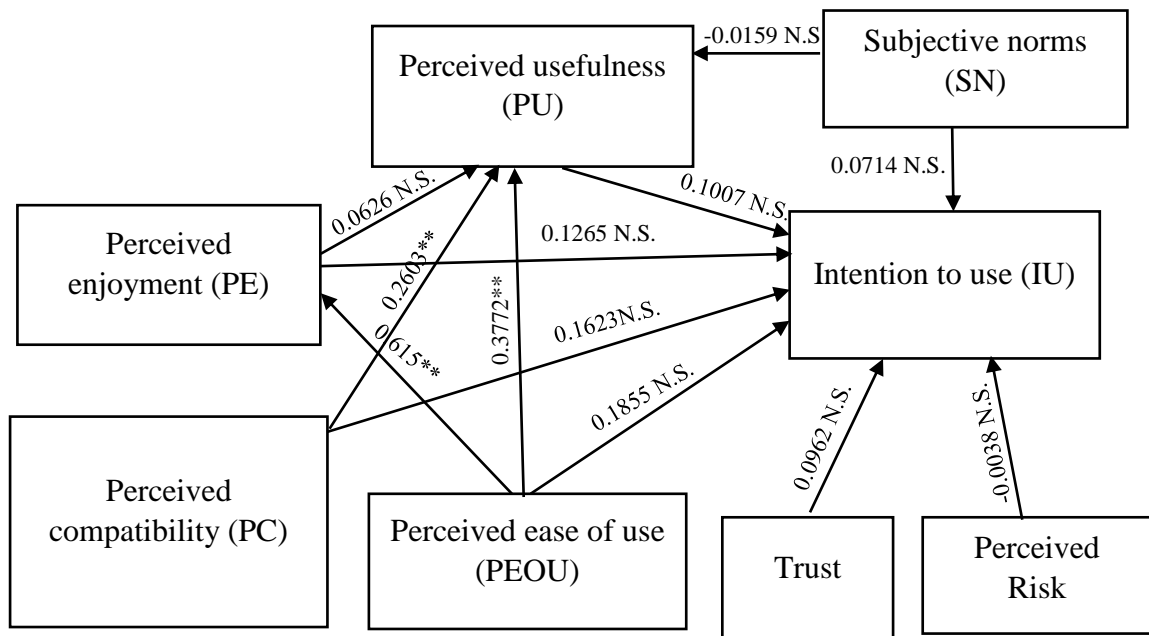 -0.0159 N.S
Subjective norms
(SN)
Perceived usefulness
(PU)
0.0714 N.S.
0.0626 N.S.
0.1007 N.S.
Perceived
enjoyment (PE)
0.1265 N.S.
Intention to use (IU)
0.2603**
0.3772**
0.615**
0.1623N.S.
0.1855 N.S.
0.0962 N.S.
-0.0038 N.S.
Perceived
compatibility (PC)
Perceived ease of use
(PEOU)
Trust
Perceived
Risk